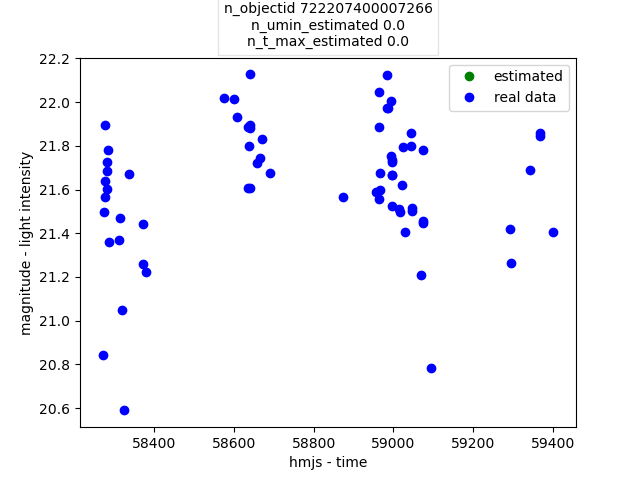 n_objectid 722207400007266
n_umin_estimated 0.0
n_t_max_estimated 0.0
22.2
22.0
21.8
21.6
21.4
21.2
21.0
20.8
20.6
magnitude - light intensity
estimated
real data
58400 58600 58800 59000 59200 59400
hmjs - time